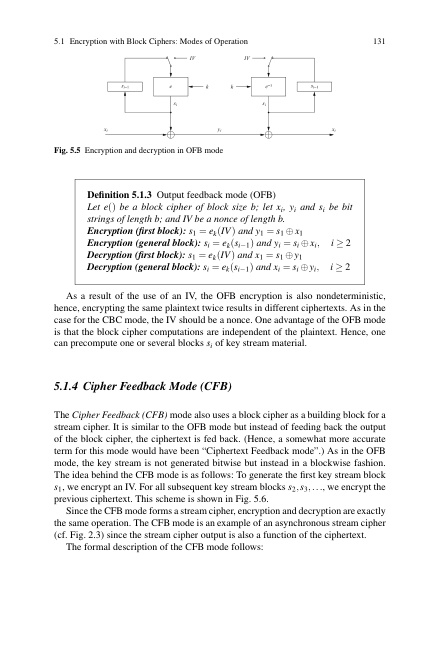 5.1 Encryption with Block Ciphers: Modes of Operation 131
IV IV
s_{i−1} e k k e^{−1} s_{i−1}
s_i s_i
x_i y_i x_i
Fig. 5.5 Encryption and decryption in OFB mode
Definition 5.1.3 Output feedback mode (OFB)
Let e() be a block cipher of block size b; let x_i, y_i and s_i be bit
strings of length b; and IV be a nonce of length b.
Encryption (first block): s_1 = e_k(IV) and y_1 = s_1 ⊕ x_1
Encryption (general block): s_i = e_k(s_{i−1}) and y_i = s_i ⊕ x_i, i ≥ 2
Decryption (first block): s_1 = e_k(IV) and x_1 = s_1 ⊕ y_1
Decryption (general block): s_i = e_k(s_{i−1}) and x_i = s_i ⊕ y_i, i ≥ 2
As a result of the use of an IV, the OFB encryption is also nondeterministic,
hence, encrypting the same plaintext twice results in different ciphertexts. As in the
case for the CBC mode, the IV should be a nonce. One advantage of the OFB mode
is that the block cipher computations are independent of the plaintext. Hence, one
can precompute one or several blocks s_i of key stream material.
5.1.4 Cipher Feedback Mode (CFB)
The Cipher Feedback (CFB) mode also uses a block cipher as a building block for a
stream cipher. It is similar to the OFB mode but instead of feeding back the output
of the block cipher, the ciphertext is fed back. (Hence, a somewhat more accurate
term for this mode would have been “Ciphertext Feedback mode”.) As in the OFB
mode, the key stream is not generated bitwise but instead in a blockwise fashion.
The idea behind the CFB mode is as follows: To generate the first key stream block
s_1, we encrypt an IV. For all subsequent key stream blocks s_2, s_3, . . ., we encrypt the
previous ciphertext. This scheme is shown in Fig. 5.6.
Since the CFB mode forms a stream cipher, encryption and decryption are exactly
the same operation. The CFB mode is an example of an asynchronous stream cipher
(cf. Fig. 2.3) since the stream cipher output is also a function of the ciphertext.
The formal description of the CFB mode follows: